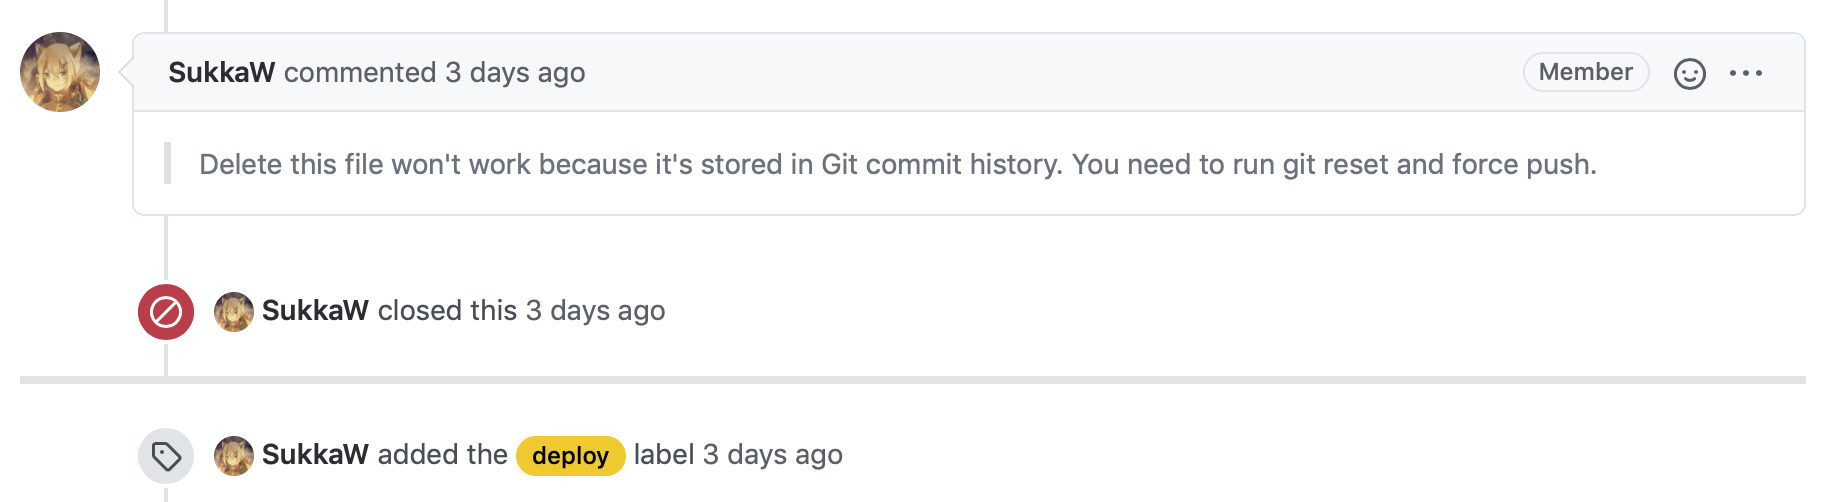 SukkaW commented 3 days ago Member
Delete this file won't work because it's stored in Git commit history. You need to run git reset and force push.
SukkaW closed this 3 days ago
SukkaW added the deploy label 3 days ago